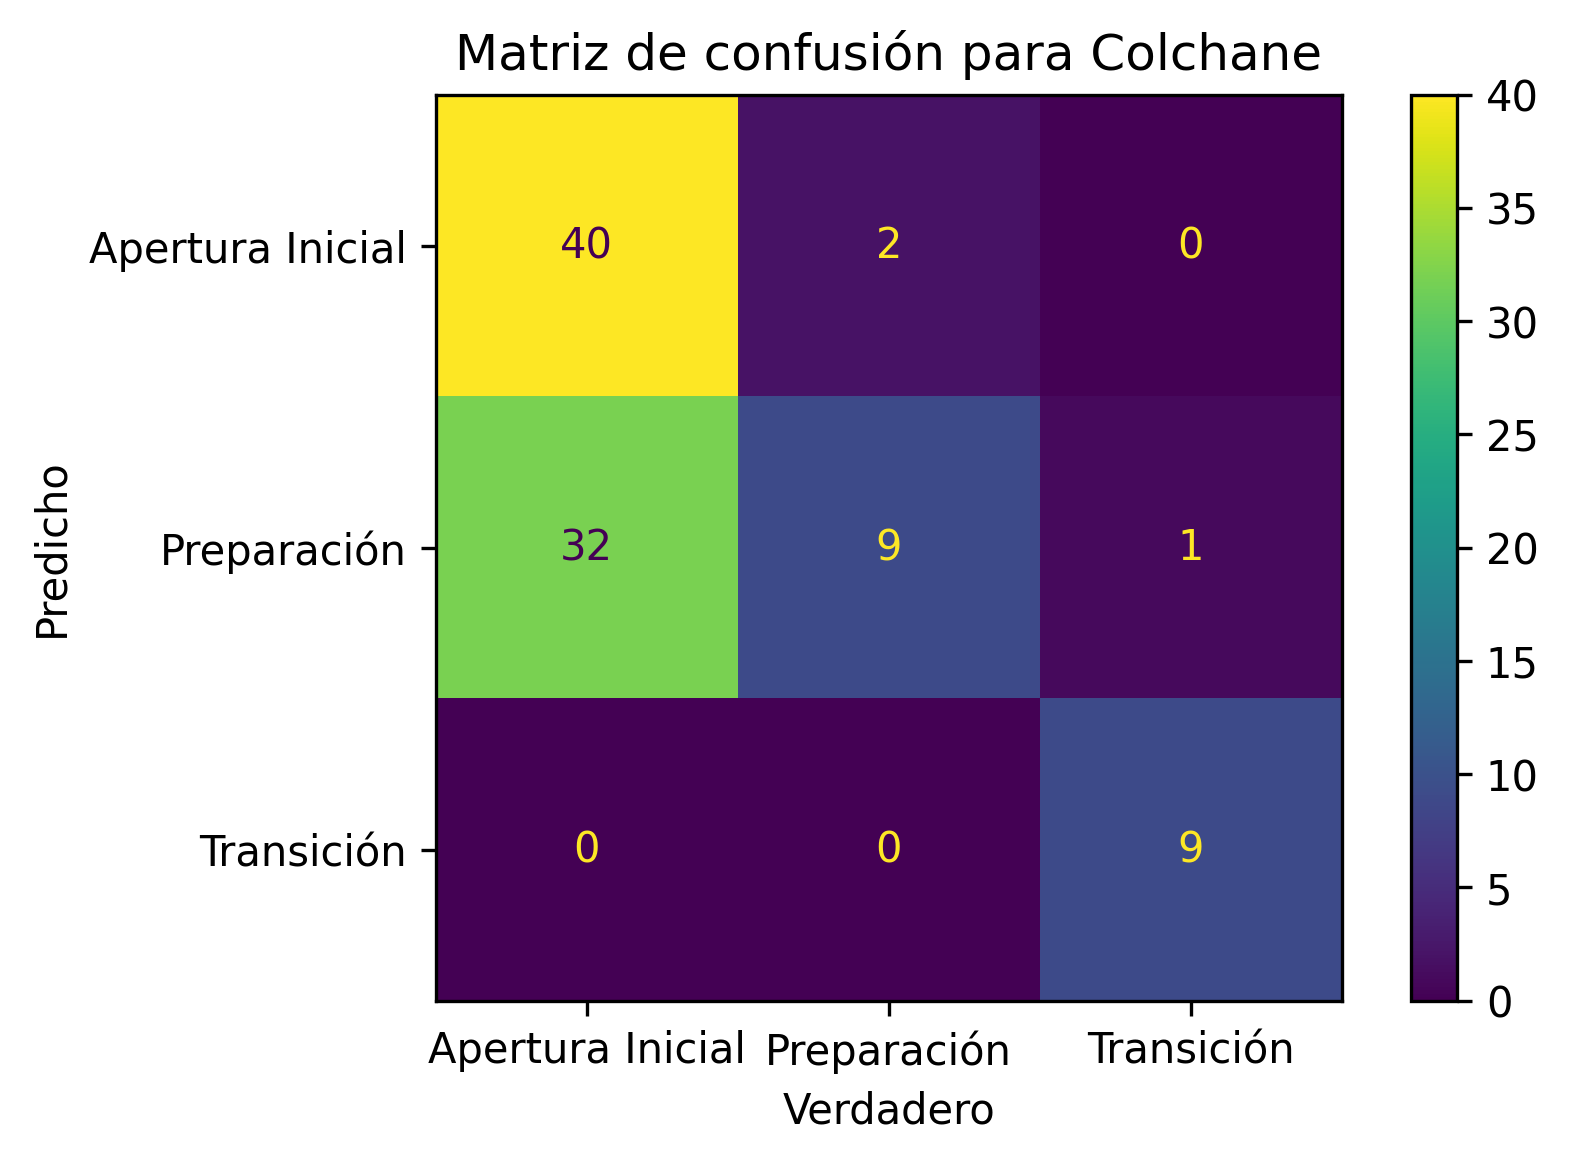 Matriz de confusión para Colchane
Predicho
Apertura Inicial
40
2
0
Preparación
32
9
1
Transición
0
0
9
Apertura Inicial
Preparación
Transición
Verdadero
40
35
30
25
20
15
10
5
0